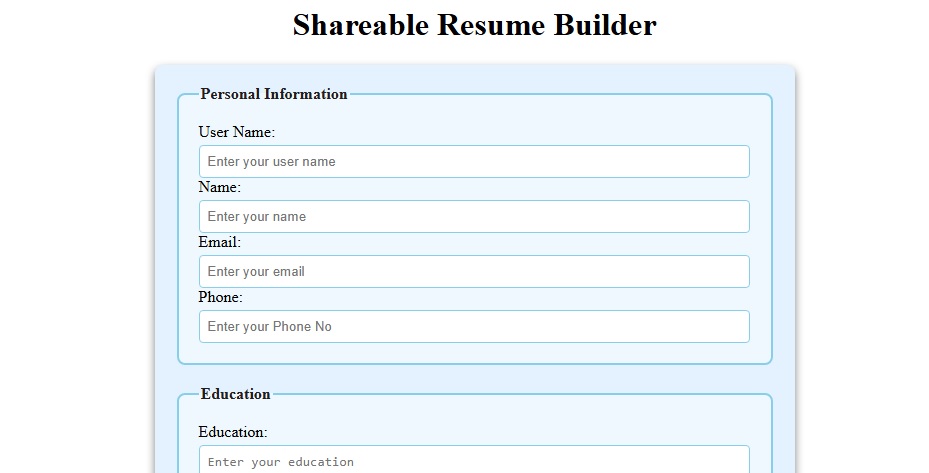 Shareable Resume Builder
Personal Information
User Name:
Enter your user name
Name:
Enter your name
Email:
Enter your email
Phone:
Enter your Phone No
Education
Education:
Enter your education